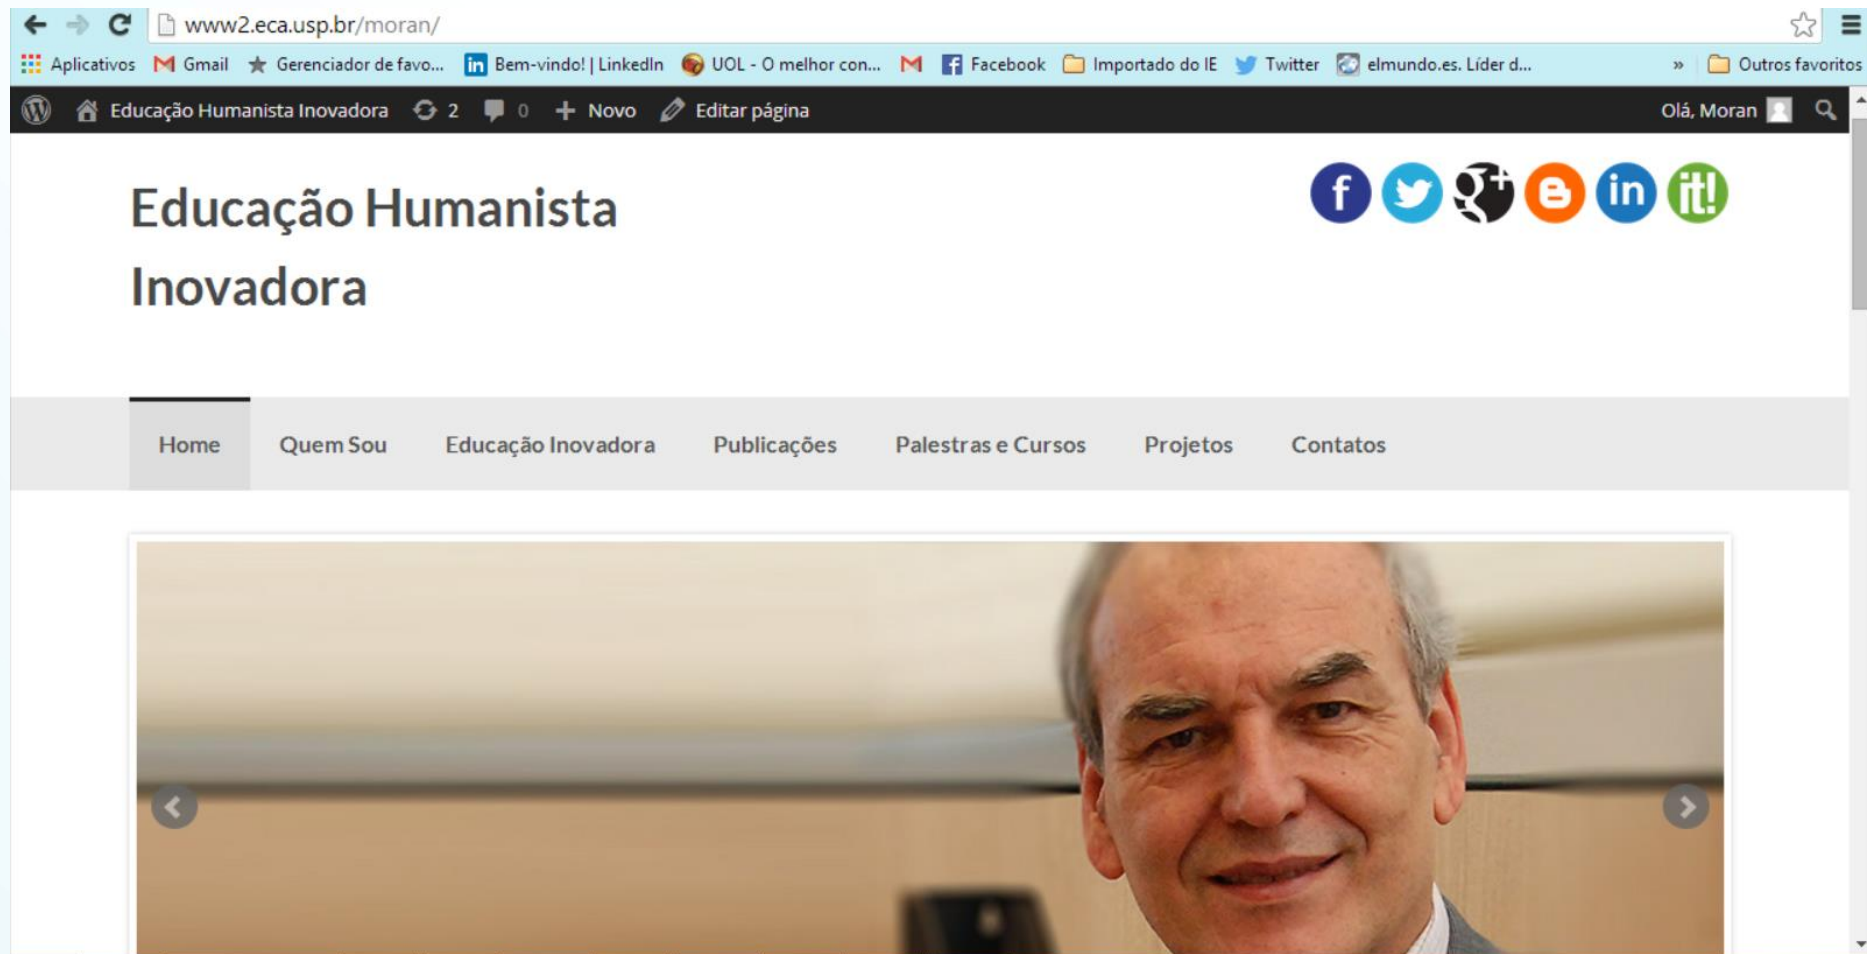 www2.eca.usp.br/moran/
Aplicativos Gmail Gerenciador de favo... Bem-vindo! | LinkedIn UOL - O melhor con... Facebook Importado do IE Twitter elmundo.es. Líder d... » Outros favoritos
Educação Humanista Inovadora 2 0 + Novo Editar página Olá, Moran
Educação Humanista
Inovadora
f g+ B in it!
Home Quem Sou Educação Inovadora Publicações Palestras e Cursos Projetos Contatos